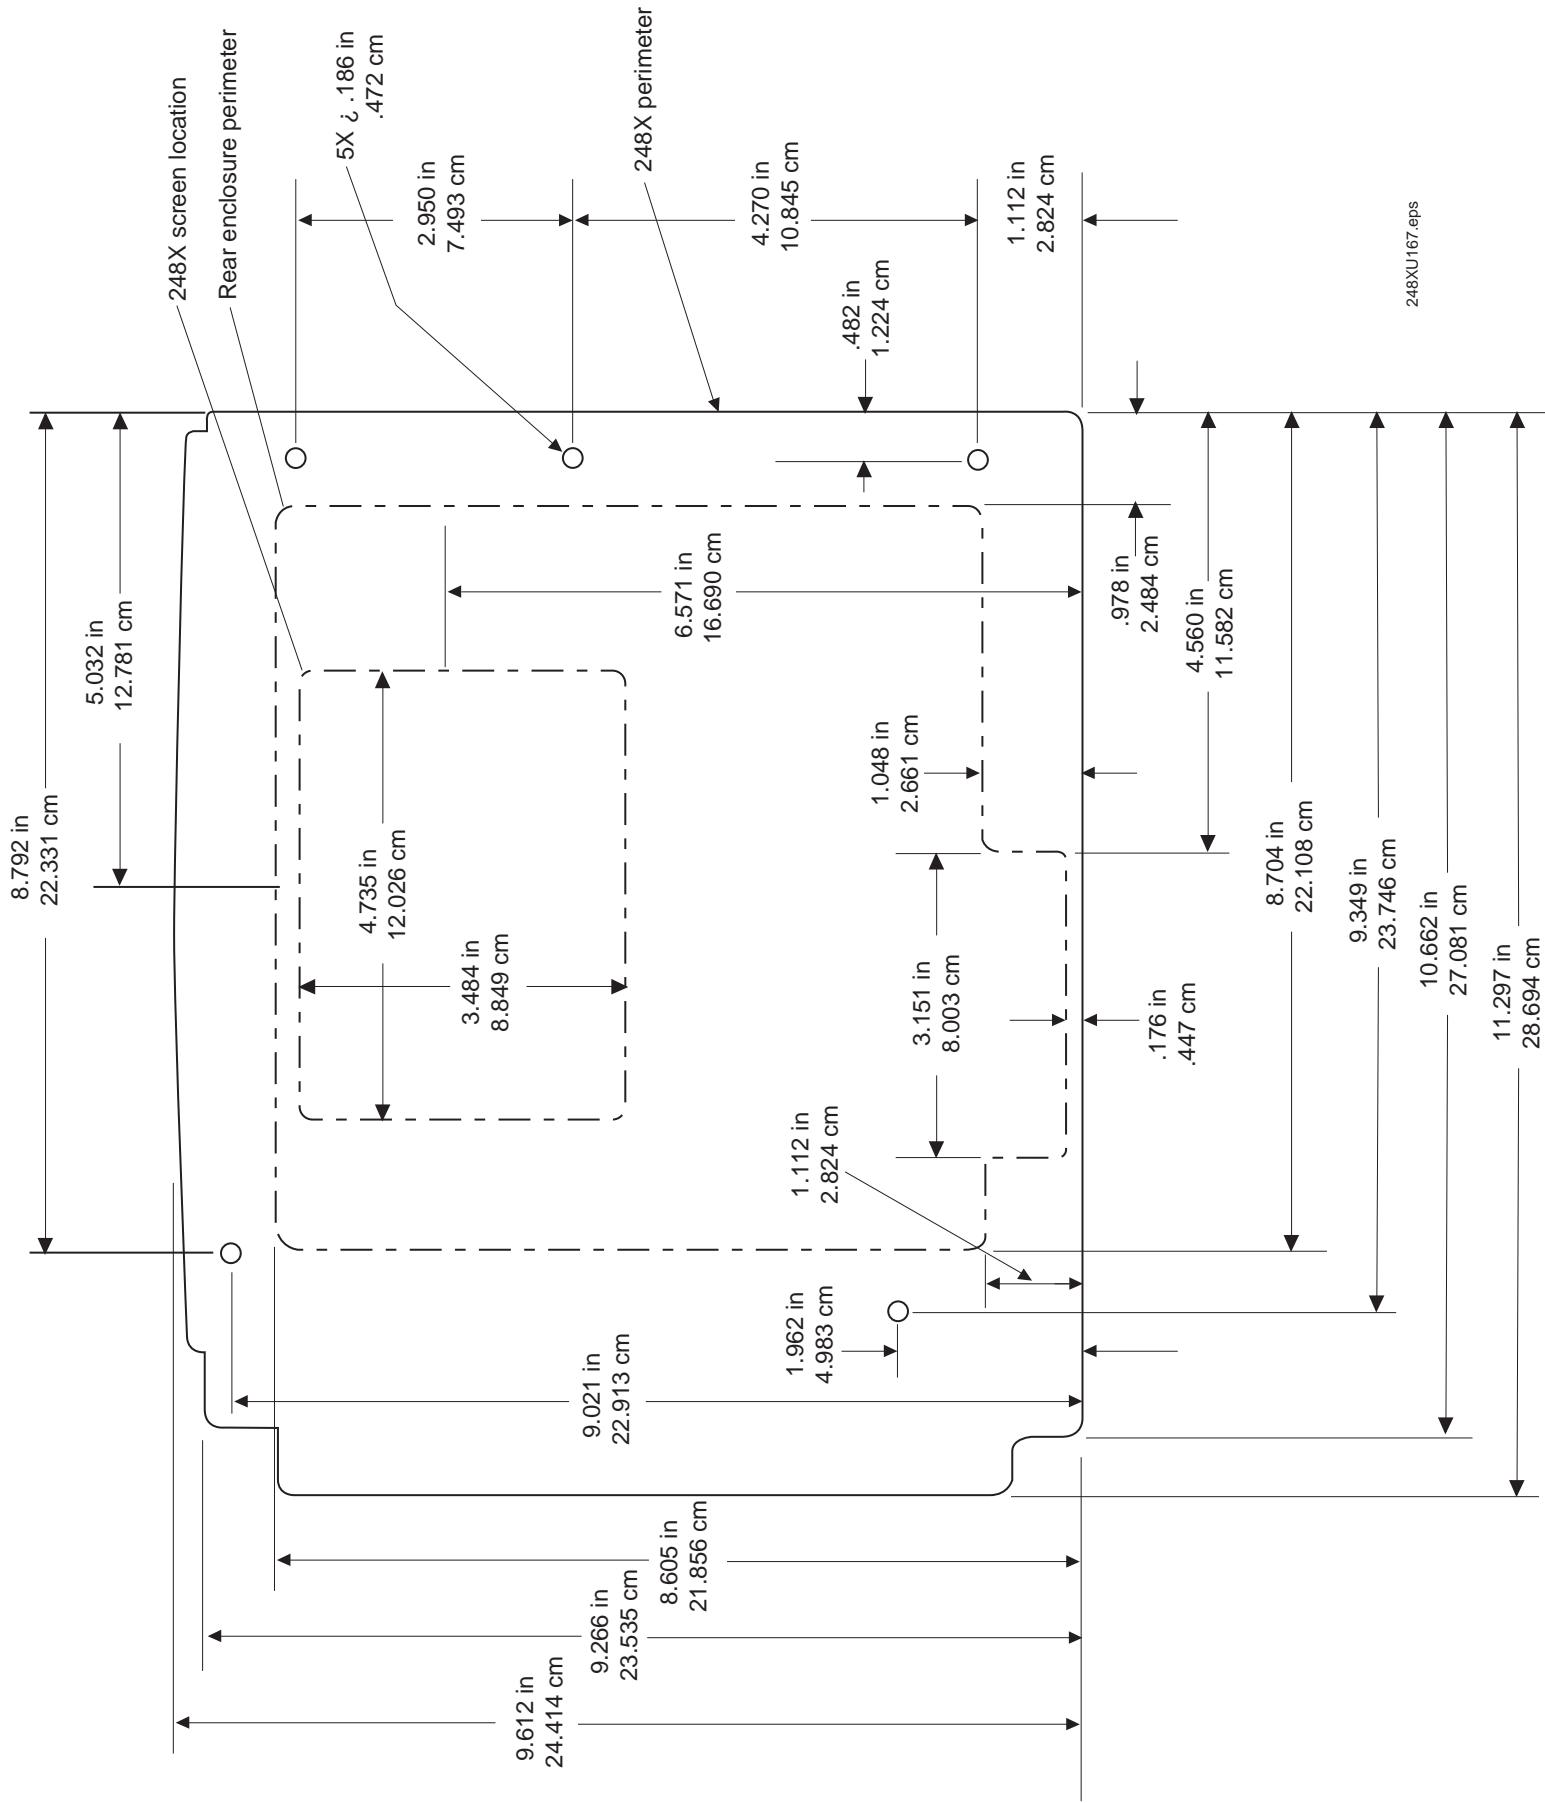 8.792 in
22.331 cm
5.032 in
12.781 cm
248X screen location
Rear enclosure perimeter
5X ¿ .186 in
.472 cm
4.735 in
12.026 cm
2.950 in
7.493 cm
3.484 in
8.849 cm
9.612 in
24.414 cm
9.021 in
22.913 cm
9.266 in
23.535 cm
248X perimeter
8.605 in
21.856 cm
6.571 in
16.690 cm
4.270 in
10.845 cm
1.962 in
4.983 cm
1.112 in
2.824 cm
.482 in
1.224 cm
1.048 in
2.661 cm
3.151 in
8.003 cm
1.112 in
2.824 cm
.978 in
2.484 cm
.176 in
.447 cm
4.560 in
11.582 cm
8.704 in
22.108 cm
9.349 in
23.746 cm
248XU167.eps
10.662 in
27.081 cm
11.297 in
28.694 cm